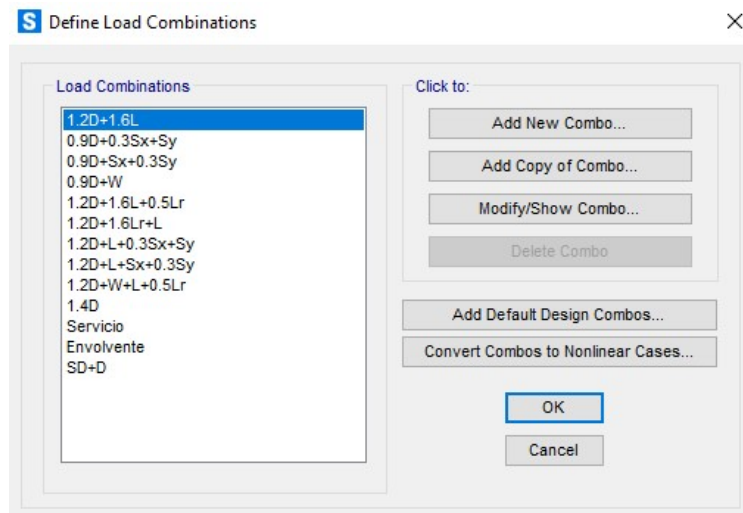 S Define Load Combinations
Load Combinations
1.2D+1.6L
0.9D+0.3Sx+Sy
0.9D+Sx+0.3Sy
0.9D+W
1.2D+1.6L+0.5Lr
1.2D+1.6Lr+L
1.2D+L+0.3Sx+Sy
1.2D+L+Sx+0.3Sy
1.2D+W+L+0.5Lr
1.4D
Servicio
Envolvente
SD+D
Click to:
Add New Combo...
Add Copy of Combo...
Modify/Show Combo...
Delete Combo
Add Default Design Combos...
Convert Combos to Nonlinear Cases...
OK
Cancel